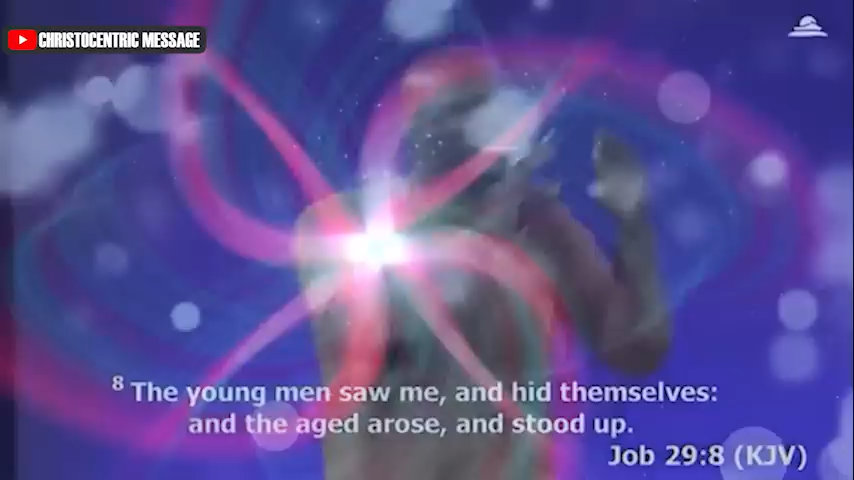 CHRISTOCENTRIC MESSAGE
8 The young men saw me, and hid themselves:
and the aged arose, and stood up.
Job 29:8 (KJV)